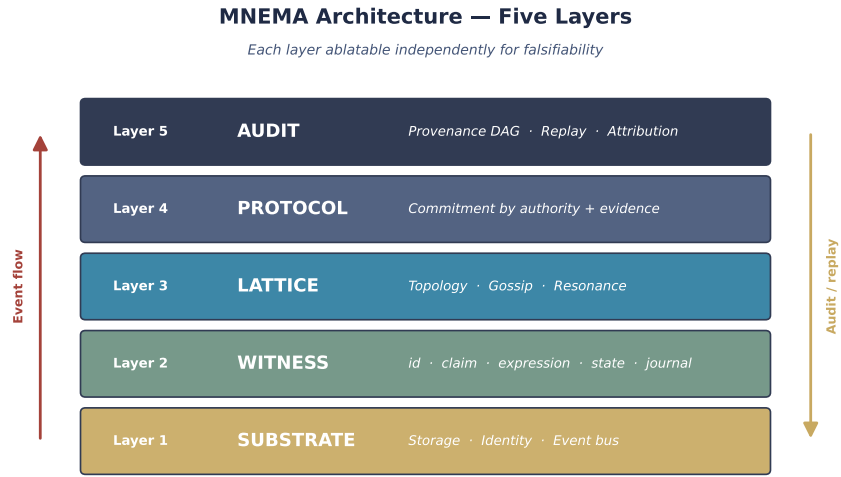 MNEMA Architecture — Five Layers
Each layer ablatable independently for falsifiability
Layer 5 AUDIT Provenance DAG · Replay · Attribution
Layer 4 PROTOCOL Commitment by authority + evidence
Layer 3 LATTICE Topology · Gossip · Resonance
Layer 2 WITNESS id · claim · expression · state · journal
Layer 1 SUBSTRATE Storage · Identity · Event bus
Event flow
Audit / replay